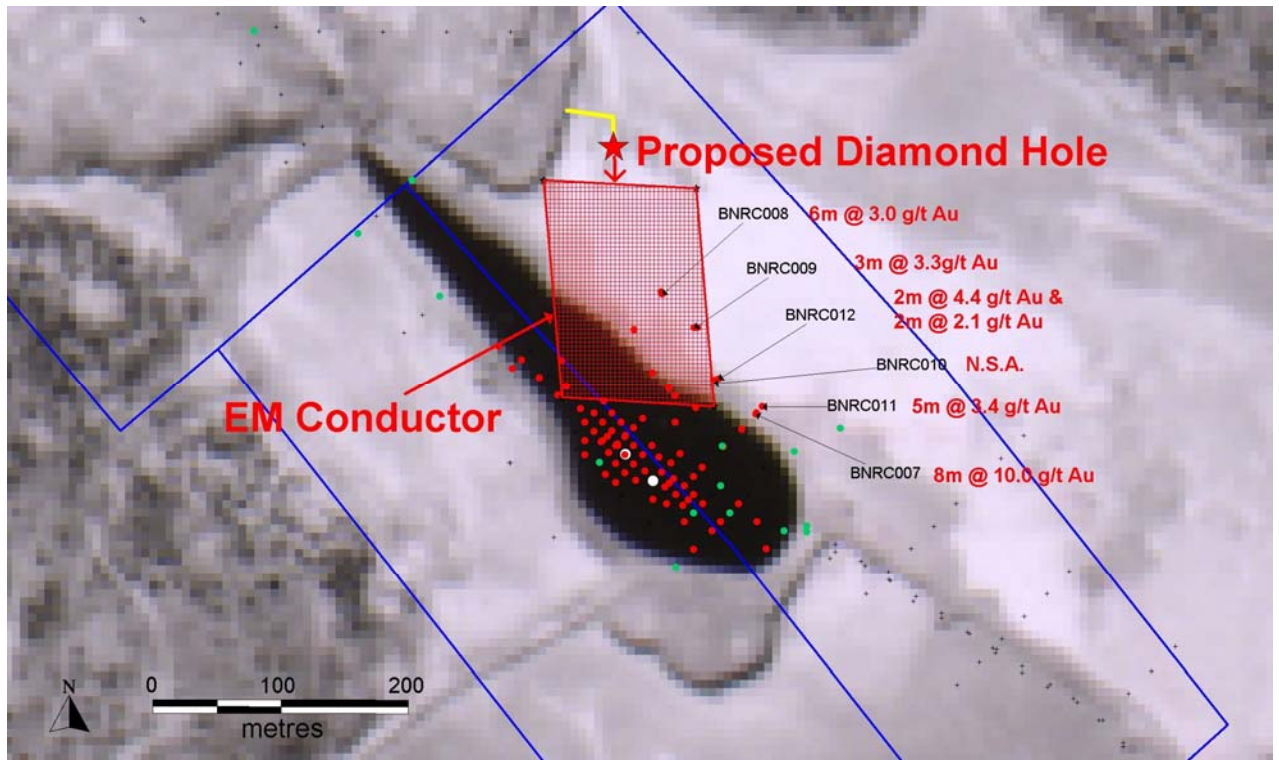 Proposed Diamond Hole
BNRC008 6m @ 3.0 g/t Au
BNRC009 3m @ 3.3g/t Au
BNRC012 2m @ 4.4 g/t Au &
2m @ 2.1 g/t Au
BNRC010 N.S.A.
BNRC011 5m @ 3.4 g/t Au
EM Conductor
BNRC007 8m @ 10.0 g/t Au
N
0 100 200
metres